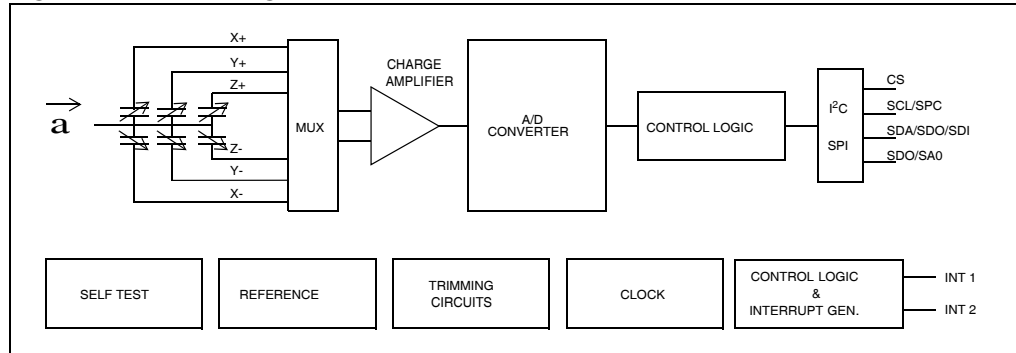 X+
Y+
Z+
a
Z-
Y-
X-
MUX
CHARGE
AMPLIFIER
A/D
CONVERTER
CONTROL LOGIC
I²C
SPI
CS
SCL/SPC
SDA/SDO/SDI
SDO/SA0
SELF TEST
REFERENCE
TRIMMING
CIRCUITS
CLOCK
CONTROL LOGIC
&
INTERRUPT GEN.
INT 1
INT 2